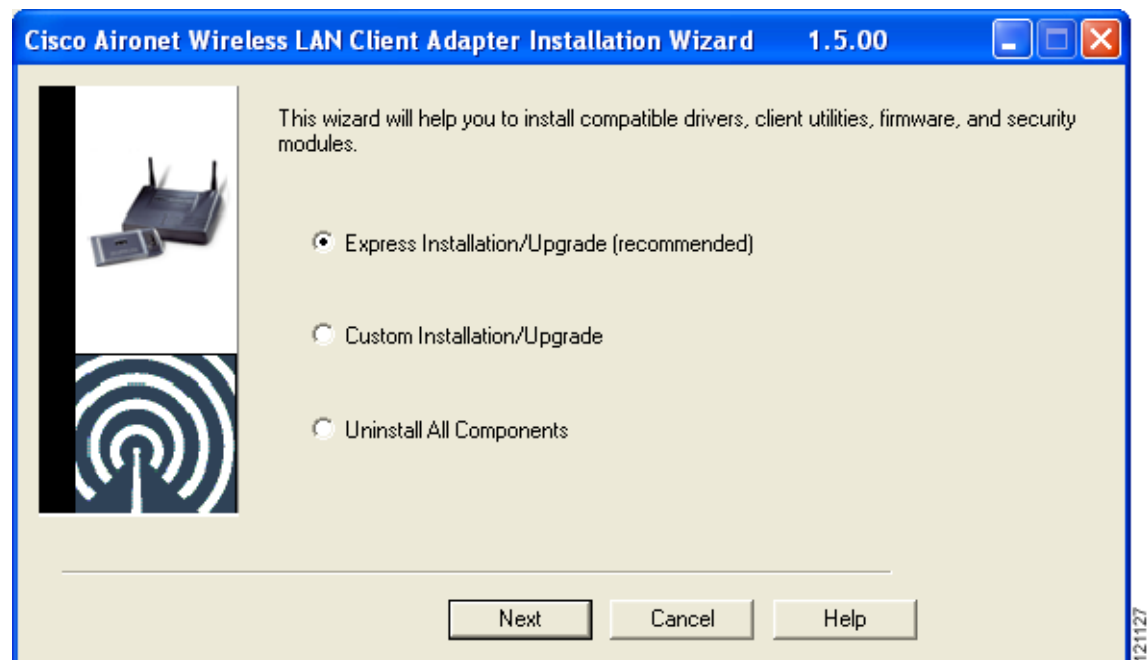 Cisco Aironet Wireless LAN Client Adapter Installation Wizard 1.5.00
This wizard will help you to install compatible drivers, client utilities, firmware, and security
modules.
Express Installation/Upgrade (recommended)
Custom Installation/Upgrade
Uninstall All Components
Next Cancel Help
121127